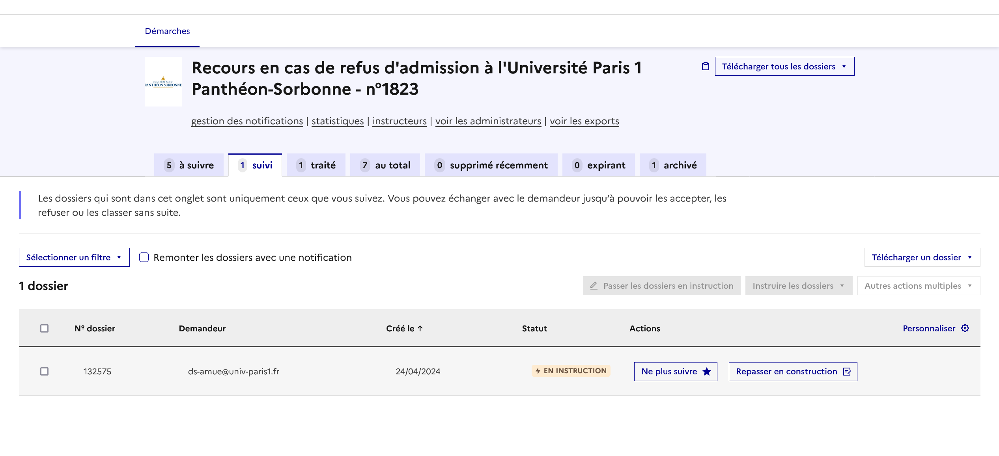 Démarches
UNIVERSITÉ PARIS 1
PANTHÉON SORBONNE
Recours en cas de refus d'admission à l'Université Paris 1
Panthéon-Sorbonne - n°1823
Télécharger tous les dossiers
gestion des notifications | statistiques | instructeurs | voir les administrateurs | voir les exports
5 à suivre 1 suivi 1 traité 7 au total 0 supprimé récemment 0 expirant 1 archivé
Les dossiers qui sont dans cet onglet sont uniquement ceux que vous suivez. Vous pouvez échanger avec le demandeur jusqu’à pouvoir les accepter, les
refuser ou les classer sans suite.
Sélectionner un filtre Remonter les dossiers avec une notification Télécharger un dossier
1 dossier Passer les dossiers en instruction Instruire les dossiers Autres actions multiples
Nº dossier Demandeur Créé le ↑ Statut Actions Personnaliser
132575 ds-amue@univ-paris1.fr 24/04/2024 EN INSTRUCTION Ne plus suivre Repasser en construction